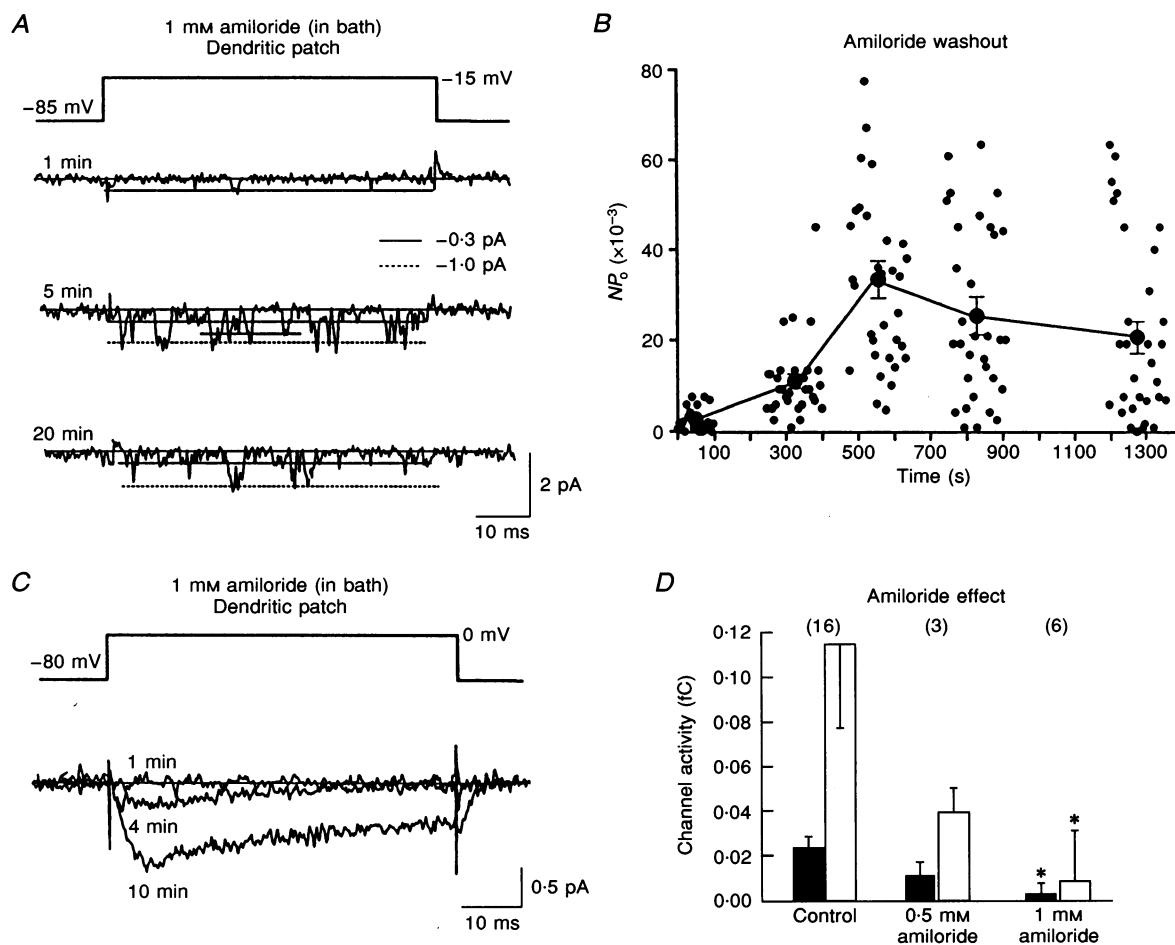 A
1 mM amiloride (in bath)
Dendritic patch
−15 mV
−85 mV
1 min
−0·3 pA
−1·0 pA
5 min
20 min
2 pA
10 ms
B
Amiloride washout
80
60
40
20
0
NPo (×10−3)
100 300 500 700 900 1100 1300
Time (s)
C
1 mM amiloride (in bath)
Dendritic patch
0 mV
−80 mV
1 min
4 min
10 min
0·5 pA
10 ms
D
Amiloride effect
(16) (3) (6)
0·12
0·10
0·08
0·06
0·04
0·02
0·00
Channel activity (fC)
* *
Control 0·5 mM 1 mM
amiloride amiloride